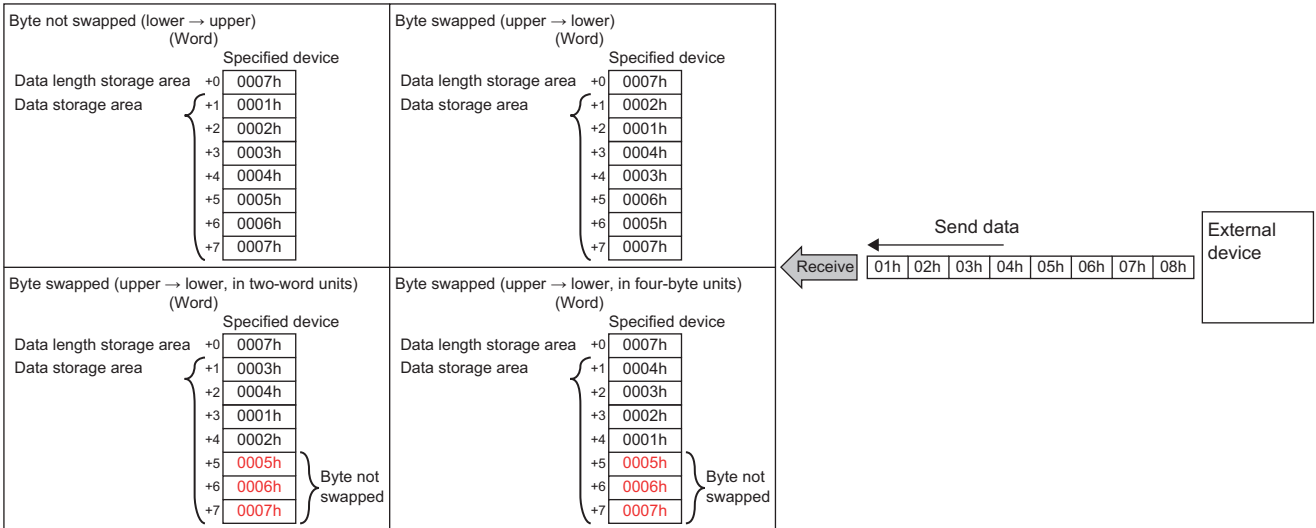 Byte not swapped (lower → upper)
(Word)
Specified device
Data length storage area +0 0007h
Data storage area +1 0001h
+2 0002h
+3 0003h
+4 0004h
+5 0005h
+6 0006h
+7 0007h
Byte swapped (upper → lower)
(Word)
Specified device
Data length storage area +0 0007h
Data storage area +1 0002h
+2 0001h
+3 0004h
+4 0003h
+5 0006h
+6 0005h
+7 0007h
Byte swapped (upper → lower, in two-word units)
(Word)
Specified device
Data length storage area +0 0007h
Data storage area +1 0003h
+2 0004h
+3 0001h
+4 0002h
+5 0005h
+6 0006h
+7 0007h
Byte not
swapped
Byte swapped (upper → lower, in four-byte units)
(Word)
Specified device
Data length storage area +0 0007h
Data storage area +1 0004h
+2 0003h
+3 0002h
+4 0001h
+5 0005h
+6 0006h
+7 0007h
Byte not
swapped
Send data
Receive 01h 02h 03h 04h 05h 06h 07h 08h
External
device